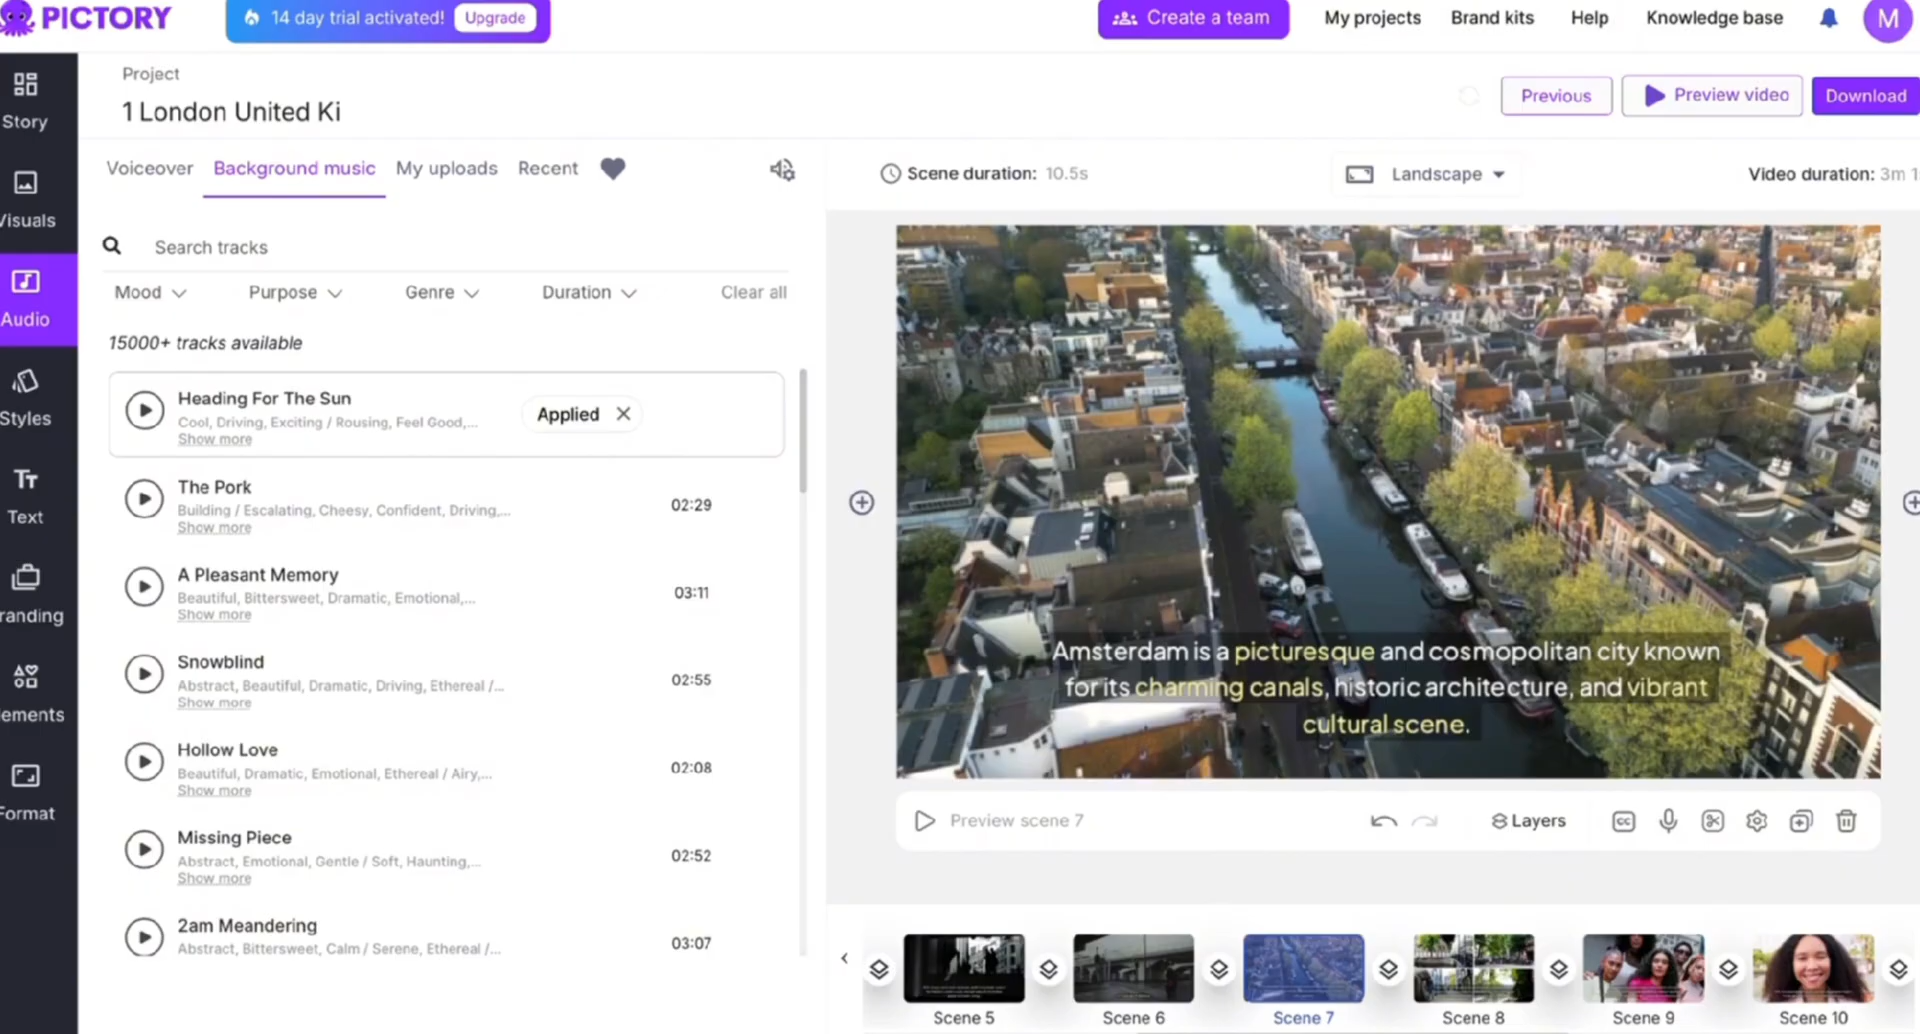 PICTORY
14 day trial activated! Upgrade
Create a team
My projects
Brand kits
Help
Knowledge base
M
Project
1 London United Ki
Previous
Preview video
Download
Story
Visuals
Audio
Styles
Text
randing
lements
Format
Voiceover
Background music
My uploads
Recent
Search tracks
Mood
Purpose
Genre
Duration
Clear all
15000+ tracks available
Heading For The Sun
Cool, Driving, Exciting / Rousing, Feel Good,...
Show more
Applied
The Pork
Building / Escalating, Cheesy, Confident, Driving,...
Show more
02:29
A Pleasant Memory
Beautiful, Bittersweet, Dramatic, Emotional,...
Show more
03:11
Snowblind
Abstract, Beautiful, Dramatic, Driving, Ethereal /...
Show more
02:55
Hollow Love
Beautiful, Dramatic, Emotional, Ethereal / Airy,...
Show more
02:08
Missing Piece
Abstract, Emotional, Gentle / Soft, Haunting,...
Show more
02:52
2am Meandering
Abstract, Bittersweet, Calm / Serene, Ethereal /...
03:07
Scene duration: 10.5s
Landscape
Video duration: 3m 1
Amsterdam is a picturesque and cosmopolitan city known
for its charming canals, historic architecture, and vibrant
cultural scene.
Preview scene 7
Layers
CC
Scene 5
Scene 6
Scene 7
Scene 8
Scene 9
Scene 10